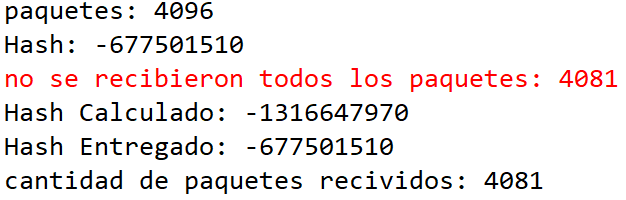 paquetes: 4096
Hash: -677501510
no se recibieron todos los paquetes: 4081
Hash Calculado: -1316647970
Hash Entregado: -677501510
cantidad de paquetes recividos: 4081